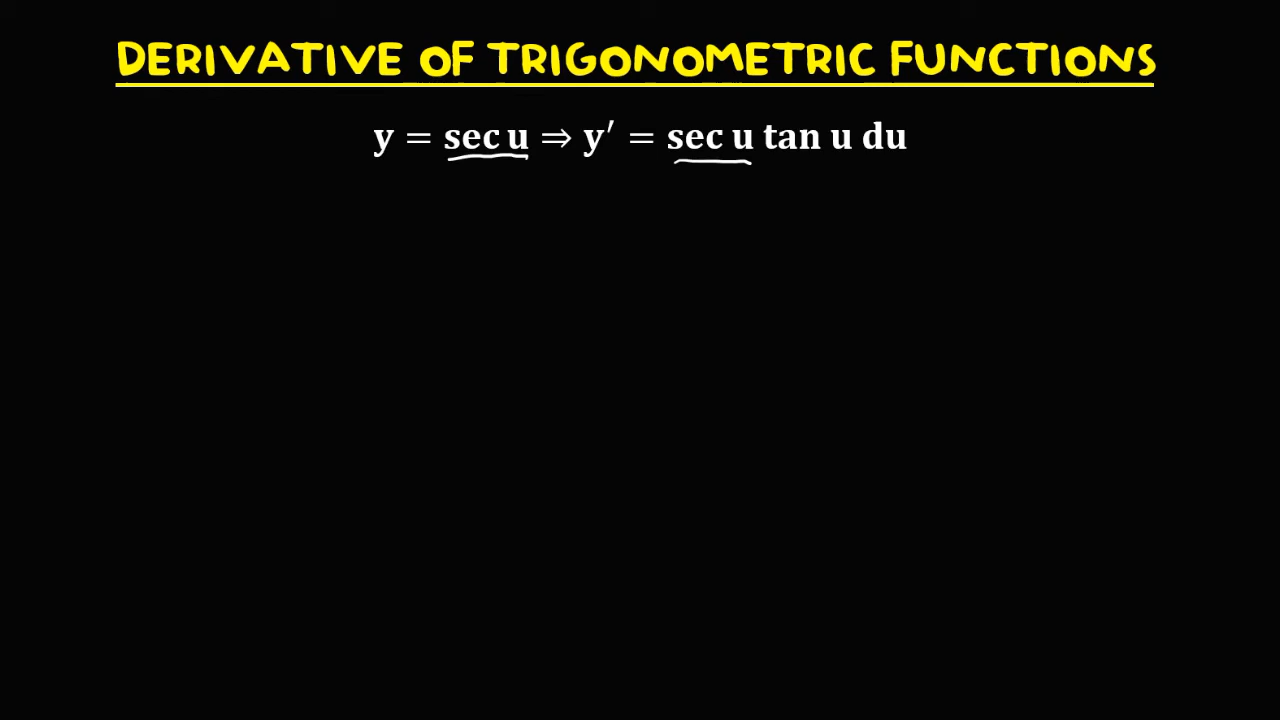 DERIVATIVE OF TRIGONOMETRIC FUNCTIONS
y = sec u ⇒ y′ = sec u tan u du